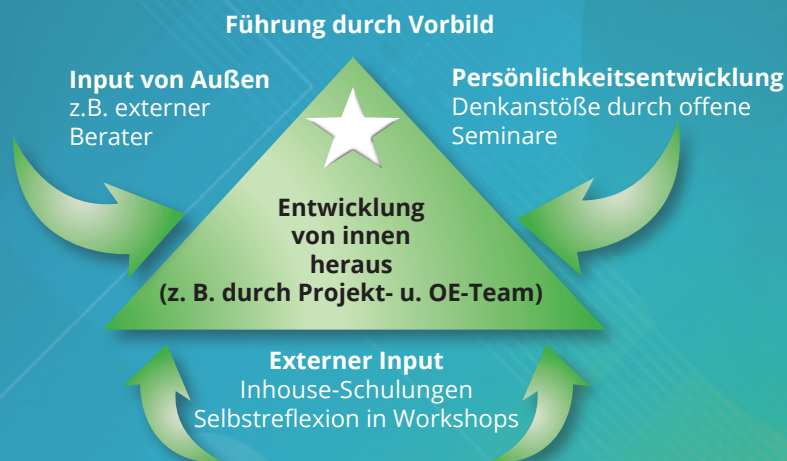 Führung durch Vorbild
Input von Außen
z.B. externer
Berater
Persönlichkeitsentwicklung
Denkanstöße durch offene
Seminare
Entwicklung
von innen
heraus
(z. B. durch Projekt- u. OE-Team)
Externer Input
Inhouse-Schulungen
Selbstreflexion in Workshops